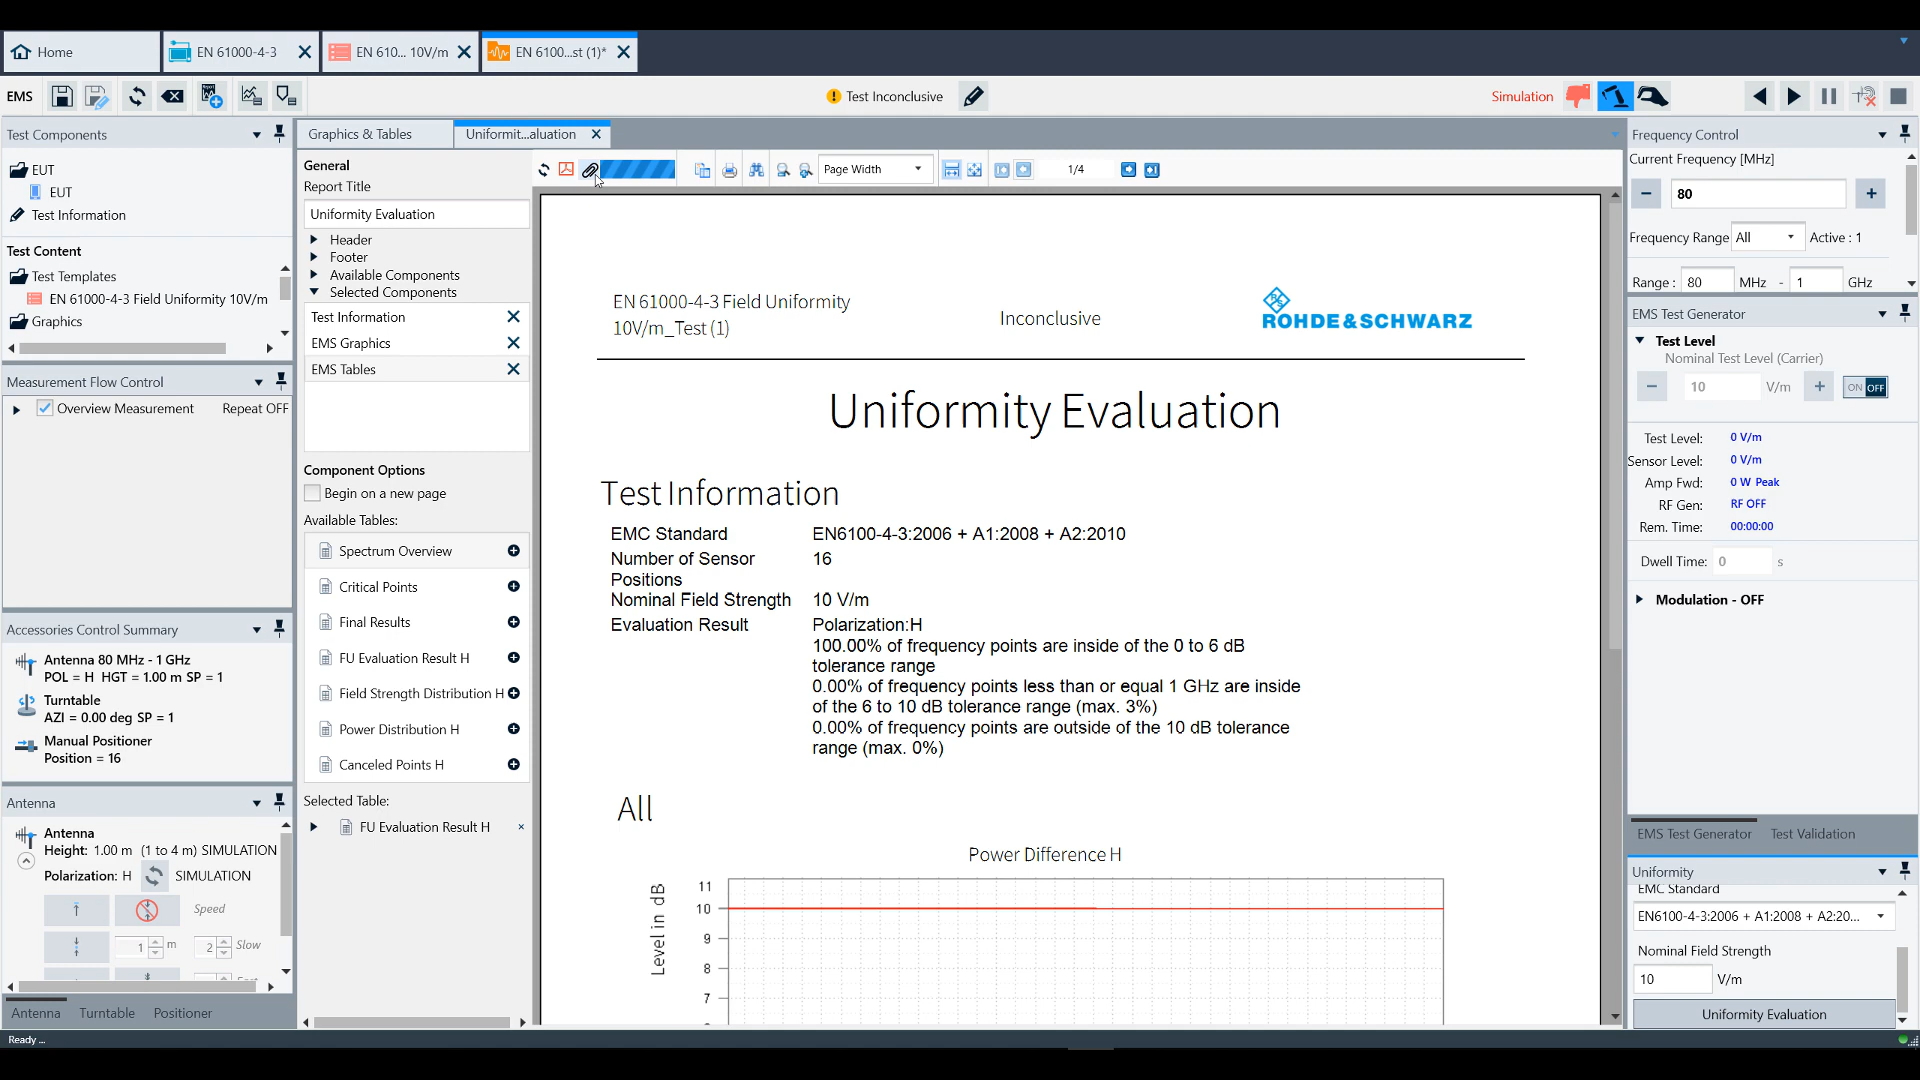 Home
EN 61000-4-3
EN 610... 10V/m
EN 6100...st (1)*
EMS
Test Inconclusive
Simulation
Test Components
EUT
EUT
Test Information
Test Content
Test Templates
EN 61000-4-3 Field Uniformity 10V/m
Graphics
Measurement Flow Control
Overview Measurement Repeat OFF
Accessories Control Summary
Antenna 80 MHz - 1 GHz
POL = H HGT = 1.00 m SP = 1
Turntable
AZI = 0.00 deg SP = 1
Manual Positioner
Position = 16
Antenna
Antenna
Height: 1.00 m (1 to 4 m) SIMULATION
Polarization: H SIMULATION
Speed
1 m 2 Slow
Antenna Turntable Positioner
Ready ...
Graphics & Tables
Uniformit...aluation
General
Report Title
Uniformity Evaluation
Header
Footer
Available Components
Selected Components
Test Information
EMS Graphics
EMS Tables
Component Options
Begin on a new page
Available Tables:
Spectrum Overview
Critical Points
Final Results
FU Evaluation Result H
Field Strength Distribution H
Power Distribution H
Canceled Points H
Selected Table:
FU Evaluation Result H
Page Width
1/4
EN 61000-4-3 Field Uniformity
10V/m_Test (1)
Inconclusive
ROHDE&SCHWARZ
Uniformity Evaluation
Test Information
EMC Standard EN6100-4-3:2006 + A1:2008 + A2:2010
Number of Sensor 16
Positions
Nominal Field Strength 10 V/m
Evaluation Result Polarization:H
100.00% of frequency points are inside of the 0 to 6 dB
tolerance range
0.00% of frequency points less than or equal 1 GHz are inside
of the 6 to 10 dB tolerance range (max. 3%)
0.00% of frequency points are outside of the 10 dB tolerance
range (max. 0%)
All
Power Difference H
Level in dB
11
10
9
8
7
Frequency Control
Current Frequency [MHz]
80
Frequency Range All Active : 1
Range : 80 MHz - 1 GHz
EMS Test Generator
Test Level
Nominal Test Level (Carrier)
10 V/m ON OFF
Test Level: 0 V/m
Sensor Level: 0 V/m
Amp Fwd: 0 W Peak
RF Gen: RF OFF
Rem. Time: 00:00:00
Dwell Time: 0 s
Modulation - OFF
EMS Test Generator Test Validation
Uniformity
EMC Standard
EN6100-4-3:2006 + A1:2008 + A2:20...
Nominal Field Strength
10 V/m
Uniformity Evaluation